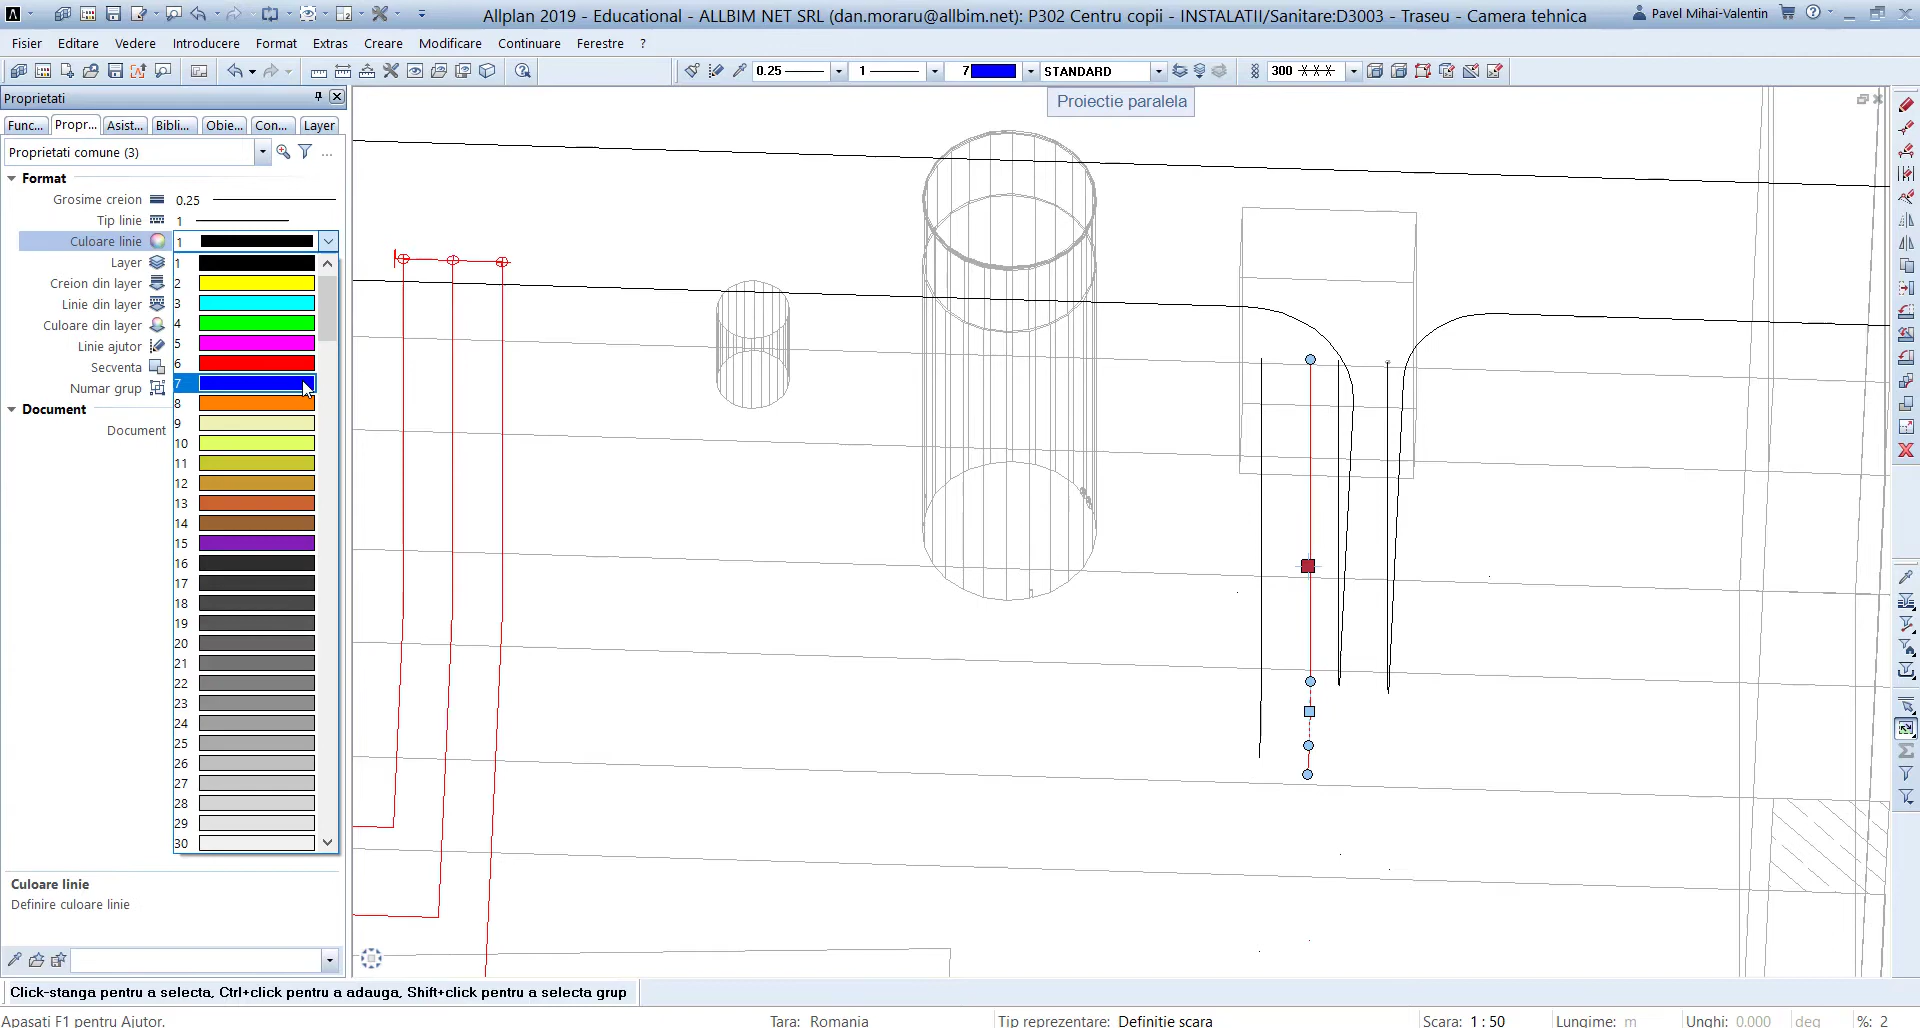 Allplan 2019 - Educational - ALLBIM NET SRL (dan.moraru@allbim.net): P302 Centru copii - INSTALATII/Sanitare:D3003 - Traseu - Camera tehnica
Pavel Mihai-Valentin
Fisier Editare Vedere Introducere Format Extras Creare Modificare Continuare Ferestre ?
0.25 1 7 STANDARD 300
Proprietati
Proiectie paralela
Func... Propr... Asist... Bibli... Obie... Con... Layer
Proprietati comune (3)
Format
Grosime creion 0.25
Tip linie 1
Culoare linie 1
Layer
Creion din layer
Linie din layer
Culoare din layer
Linie ajutor
Secventa
Numar grup
Document
Document
1
2
3
4
5
6
7
8
9
10
11
12
13
14
15
16
17
18
19
20
21
22
23
24
25
26
27
28
29
30
Culoare linie
Definire culoare linie
Click-stanga pentru a selecta, Ctrl+click pentru a adauga, Shift+click pentru a selecta grup
Apasati F1 pentru Ajutor. Tara: Romania Tip reprezentare: Definitie scara Scara: 1 : 50 Lungime: m Unghi: 0.000 deg %: 2